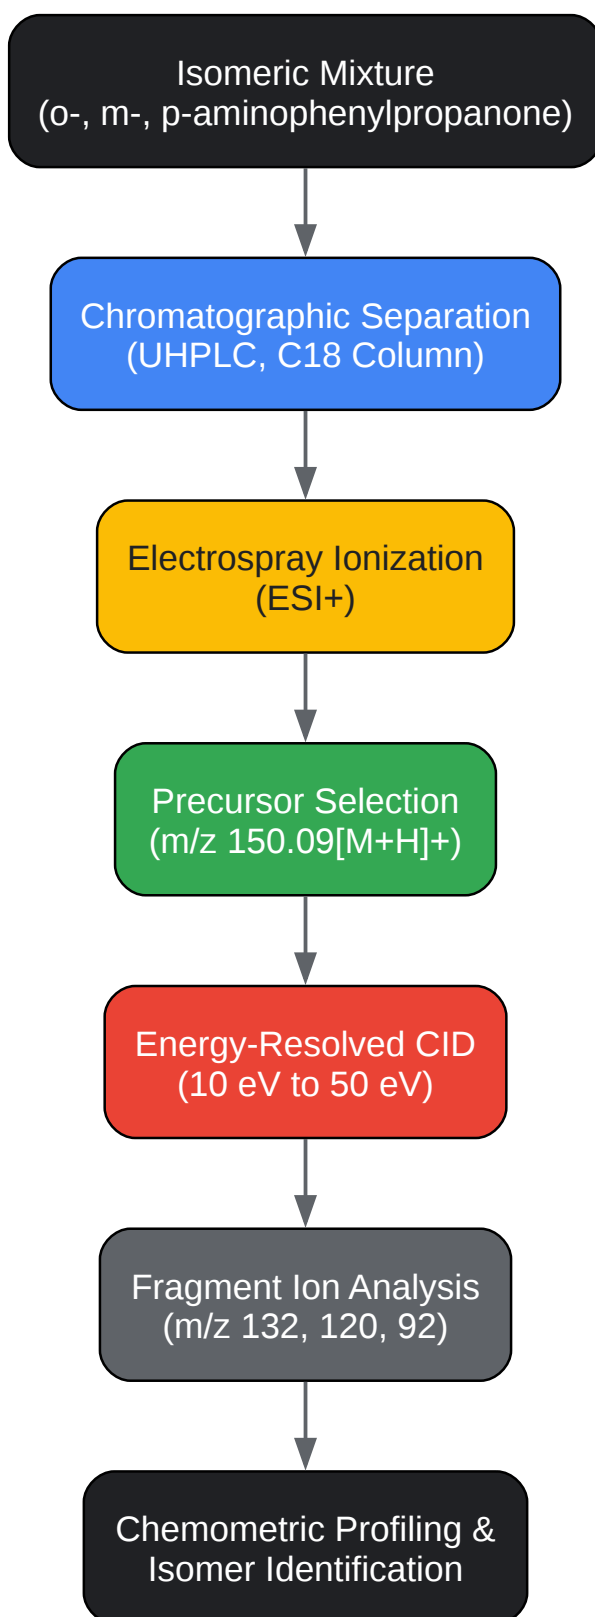 Isomeric Mixture
(o-, m-, p-aminophenylpropanone)
Chromatographic Separation
(UHPLC, C18 Column)
Electrospray Ionization
(ESI+)
Precursor Selection
(m/z 150.09[M+H]+)
Energy-Resolved CID
(10 eV to 50 eV)
Fragment Ion Analysis
(m/z 132, 120, 92)
Chemometric Profiling &
Isomer Identification